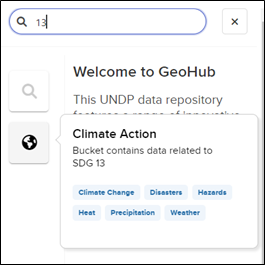 13
Welcome to GeoHub
This UNDP data repository
features a range of innovative
Climate Action
Bucket contains data related to
SDG 13
Climate Change Disasters Hazards
Heat Precipitation Weather